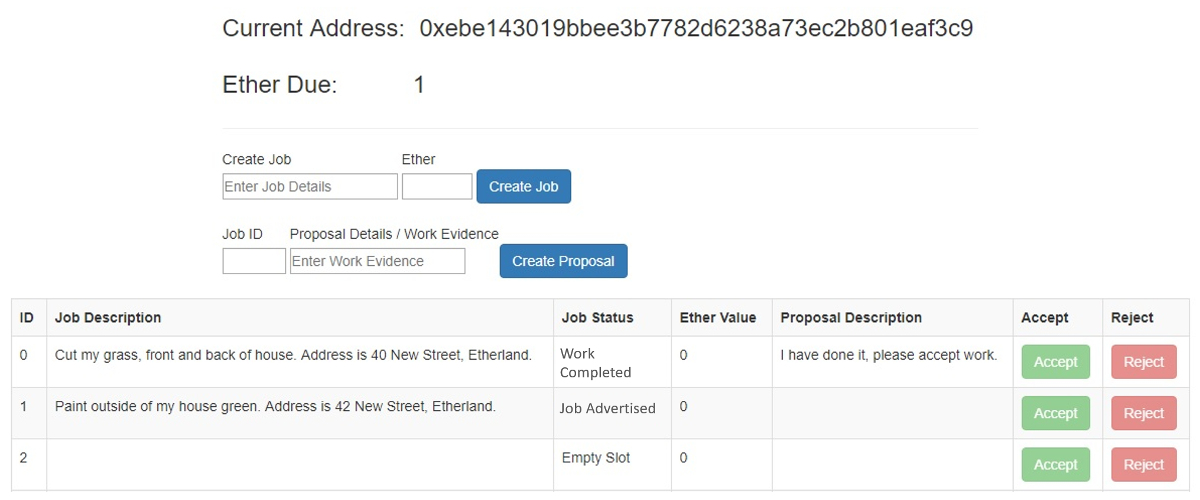 Current Address: 0xebe143019bbee3b7782d6238a73ec2b801eaf3c9
Ether Due: 1
Create Job Ether
Enter Job Details Create Job
Job ID Proposal Details / Work Evidence
Enter Work Evidence Create Proposal
ID Job Description Job Status Ether Value Proposal Description Accept Reject
0 Cut my grass, front and back of house. Address is 40 New Street, Etherland. Work Completed 0 I have done it, please accept work. Accept Reject
1 Paint outside of my house green. Address is 42 New Street, Etherland. Job Advertised 0 Accept Reject
2 Empty Slot 0 Accept Reject